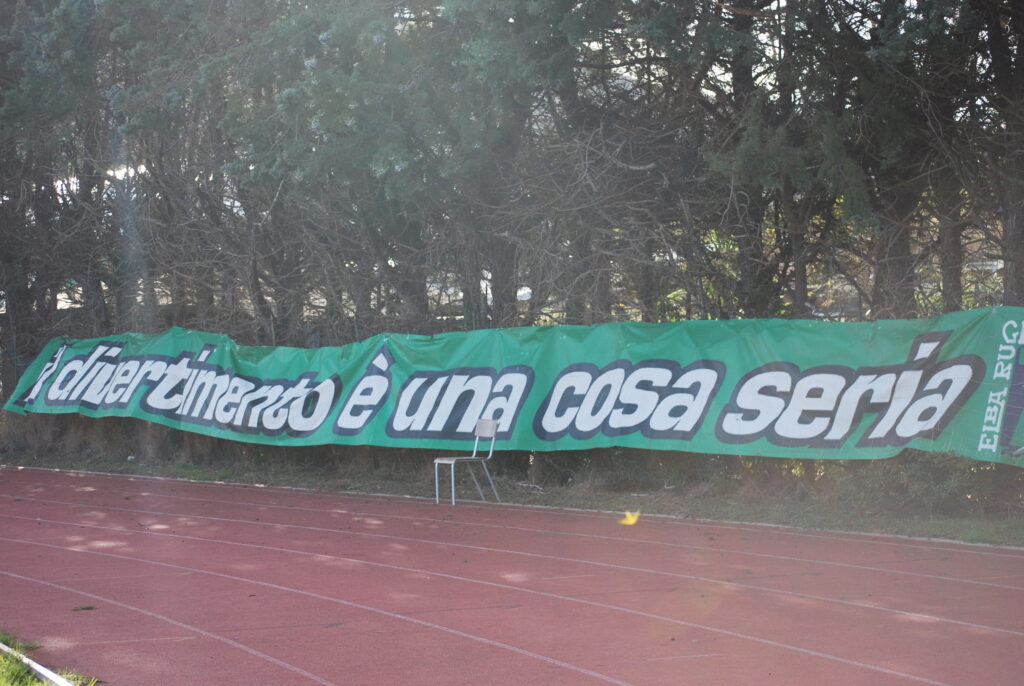 il divertimento è una cosa seria
ELBA RUG